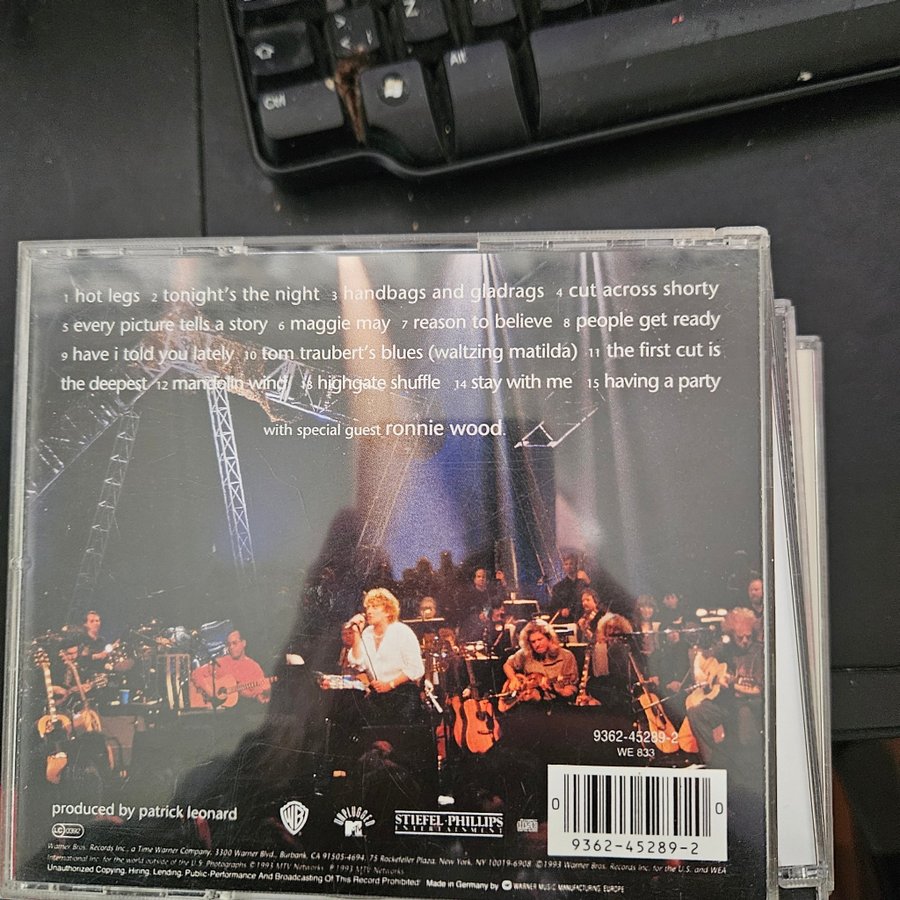 Z
Alt
Ctrl
1 hot legs 2 tonight's the night 3 handbags and gladrags 4 cut across shorty
5 every picture tells a story 6 maggie may 7 reason to believe 8 people get ready
9 have i told you lately 10 tom traubert's blues (waltzing matilda) 11 the first cut is
the deepest 12 mandolin wind 13 highgate shuffle 14 stay with me 15 having a party
with special guest ronnie wood.
9362-45289-2
WE 833
produced by patrick leonard
WB
UNPLUGGED
MTV
STIEFEL·PHILLIPS
ENTERTAINMENT
0
0
9362-45289-2
LC 0392
Warner Bros. Records Inc., a Time Warner Company, 3300 Warner Blvd., Burbank, CA 91505-4694, 75 Rockefeller Plaza, New York, NY 10019-6908 ©1993 Warner Bros. Records Inc. for the U.S. and WEA
International Inc. for the world outside of the U.S. Photographs ©1993 MTV Networks ℗1993 MTV Networks
Unauthorized Copying, Hiring, Lending, Public-Performance And Broadcasting Of This Record Prohibited! Made in Germany by WARNER MUSIC MANUFACTURING EUROPE